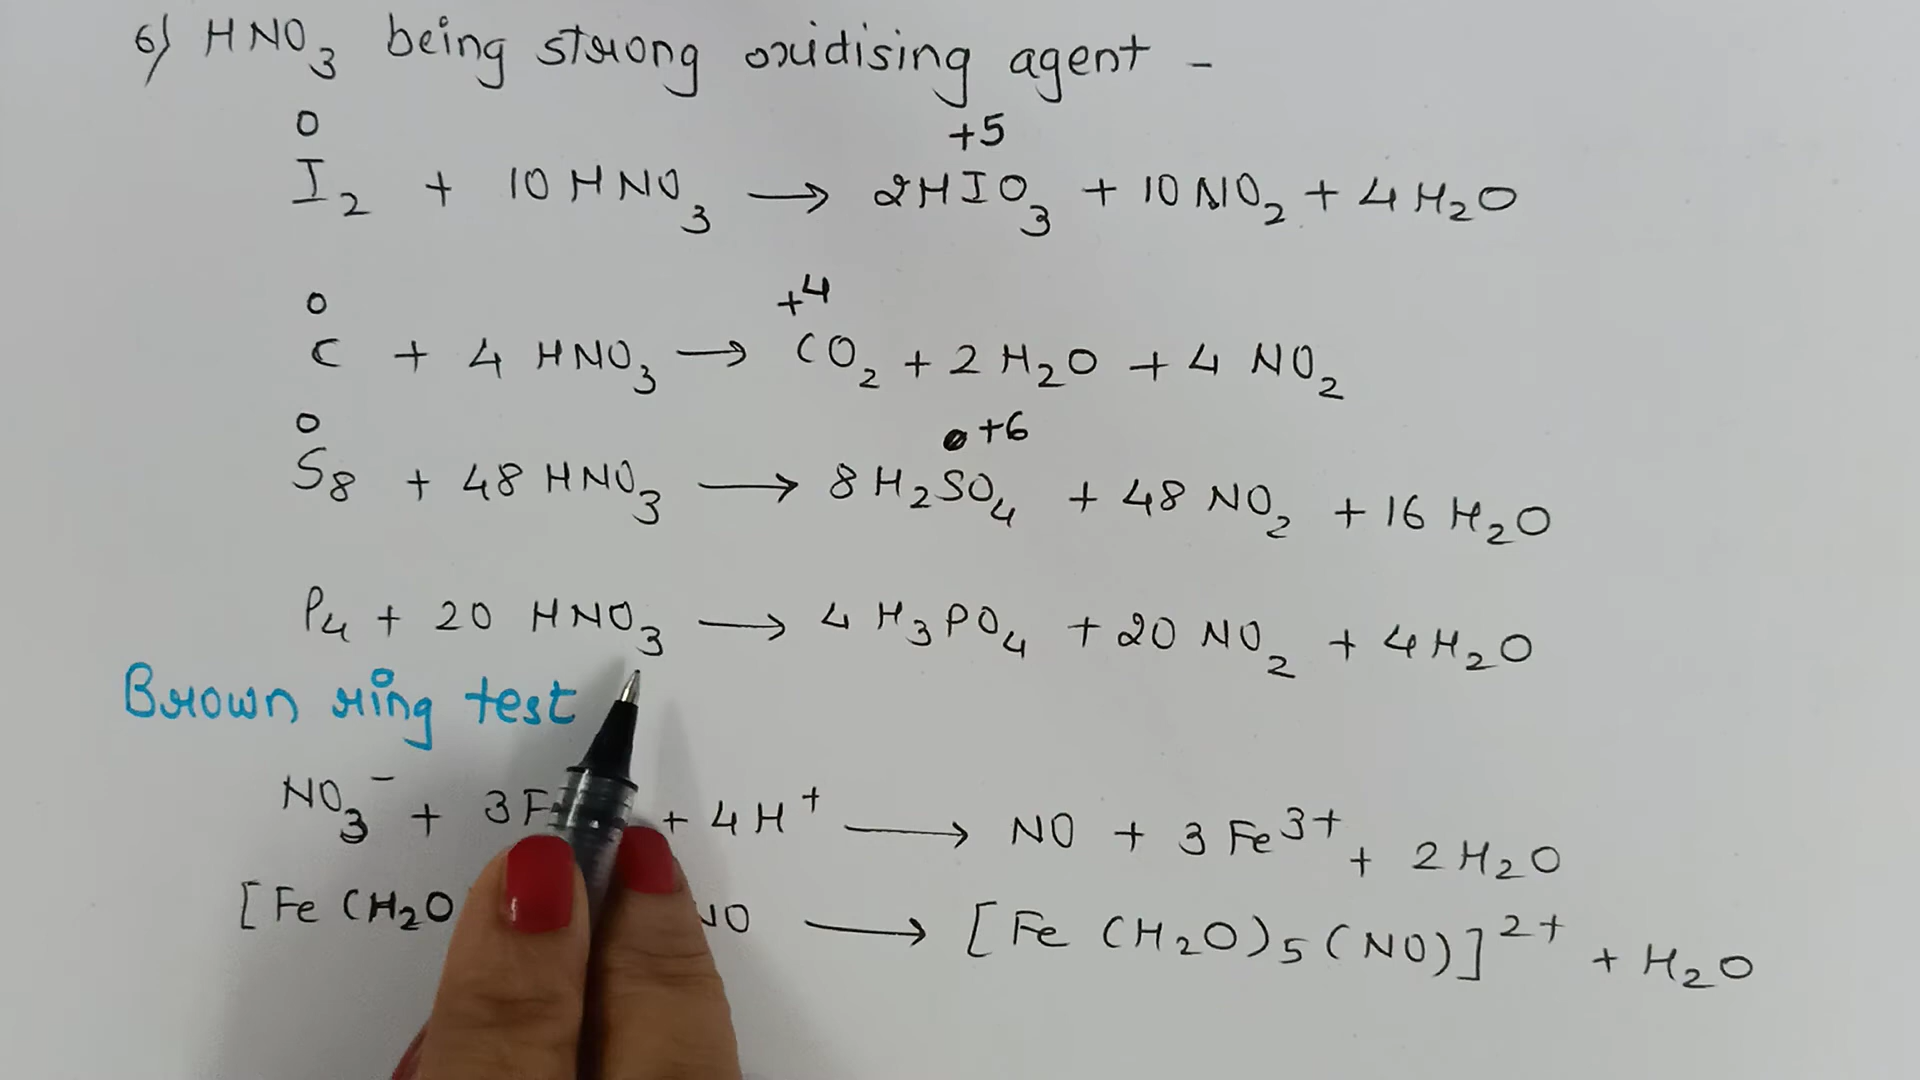 6) HNO₃ being strong oxidising agent -
0 +5
I₂ + 10 HNO₃ → 2HIO₃ + 10 NO₂ + 4 H₂O
0 +4
C + 4 HNO₃ → CO₂ + 2 H₂O + 4 NO₂
0 +6
S₈ + 48 HNO₃ → 8 H₂SO₄ + 48 NO₂ + 16 H₂O
P₄ + 20 HNO₃ → 4 H₃PO₄ + 20 NO₂ + 4 H₂O
Brown ring test
NO₃⁻ + 3F + 4H⁺ → NO + 3 Fe³⁺ + 2 H₂O
[Fe (H₂O NO → [Fe (H₂O)₅ (NO)]²⁺ + H₂O